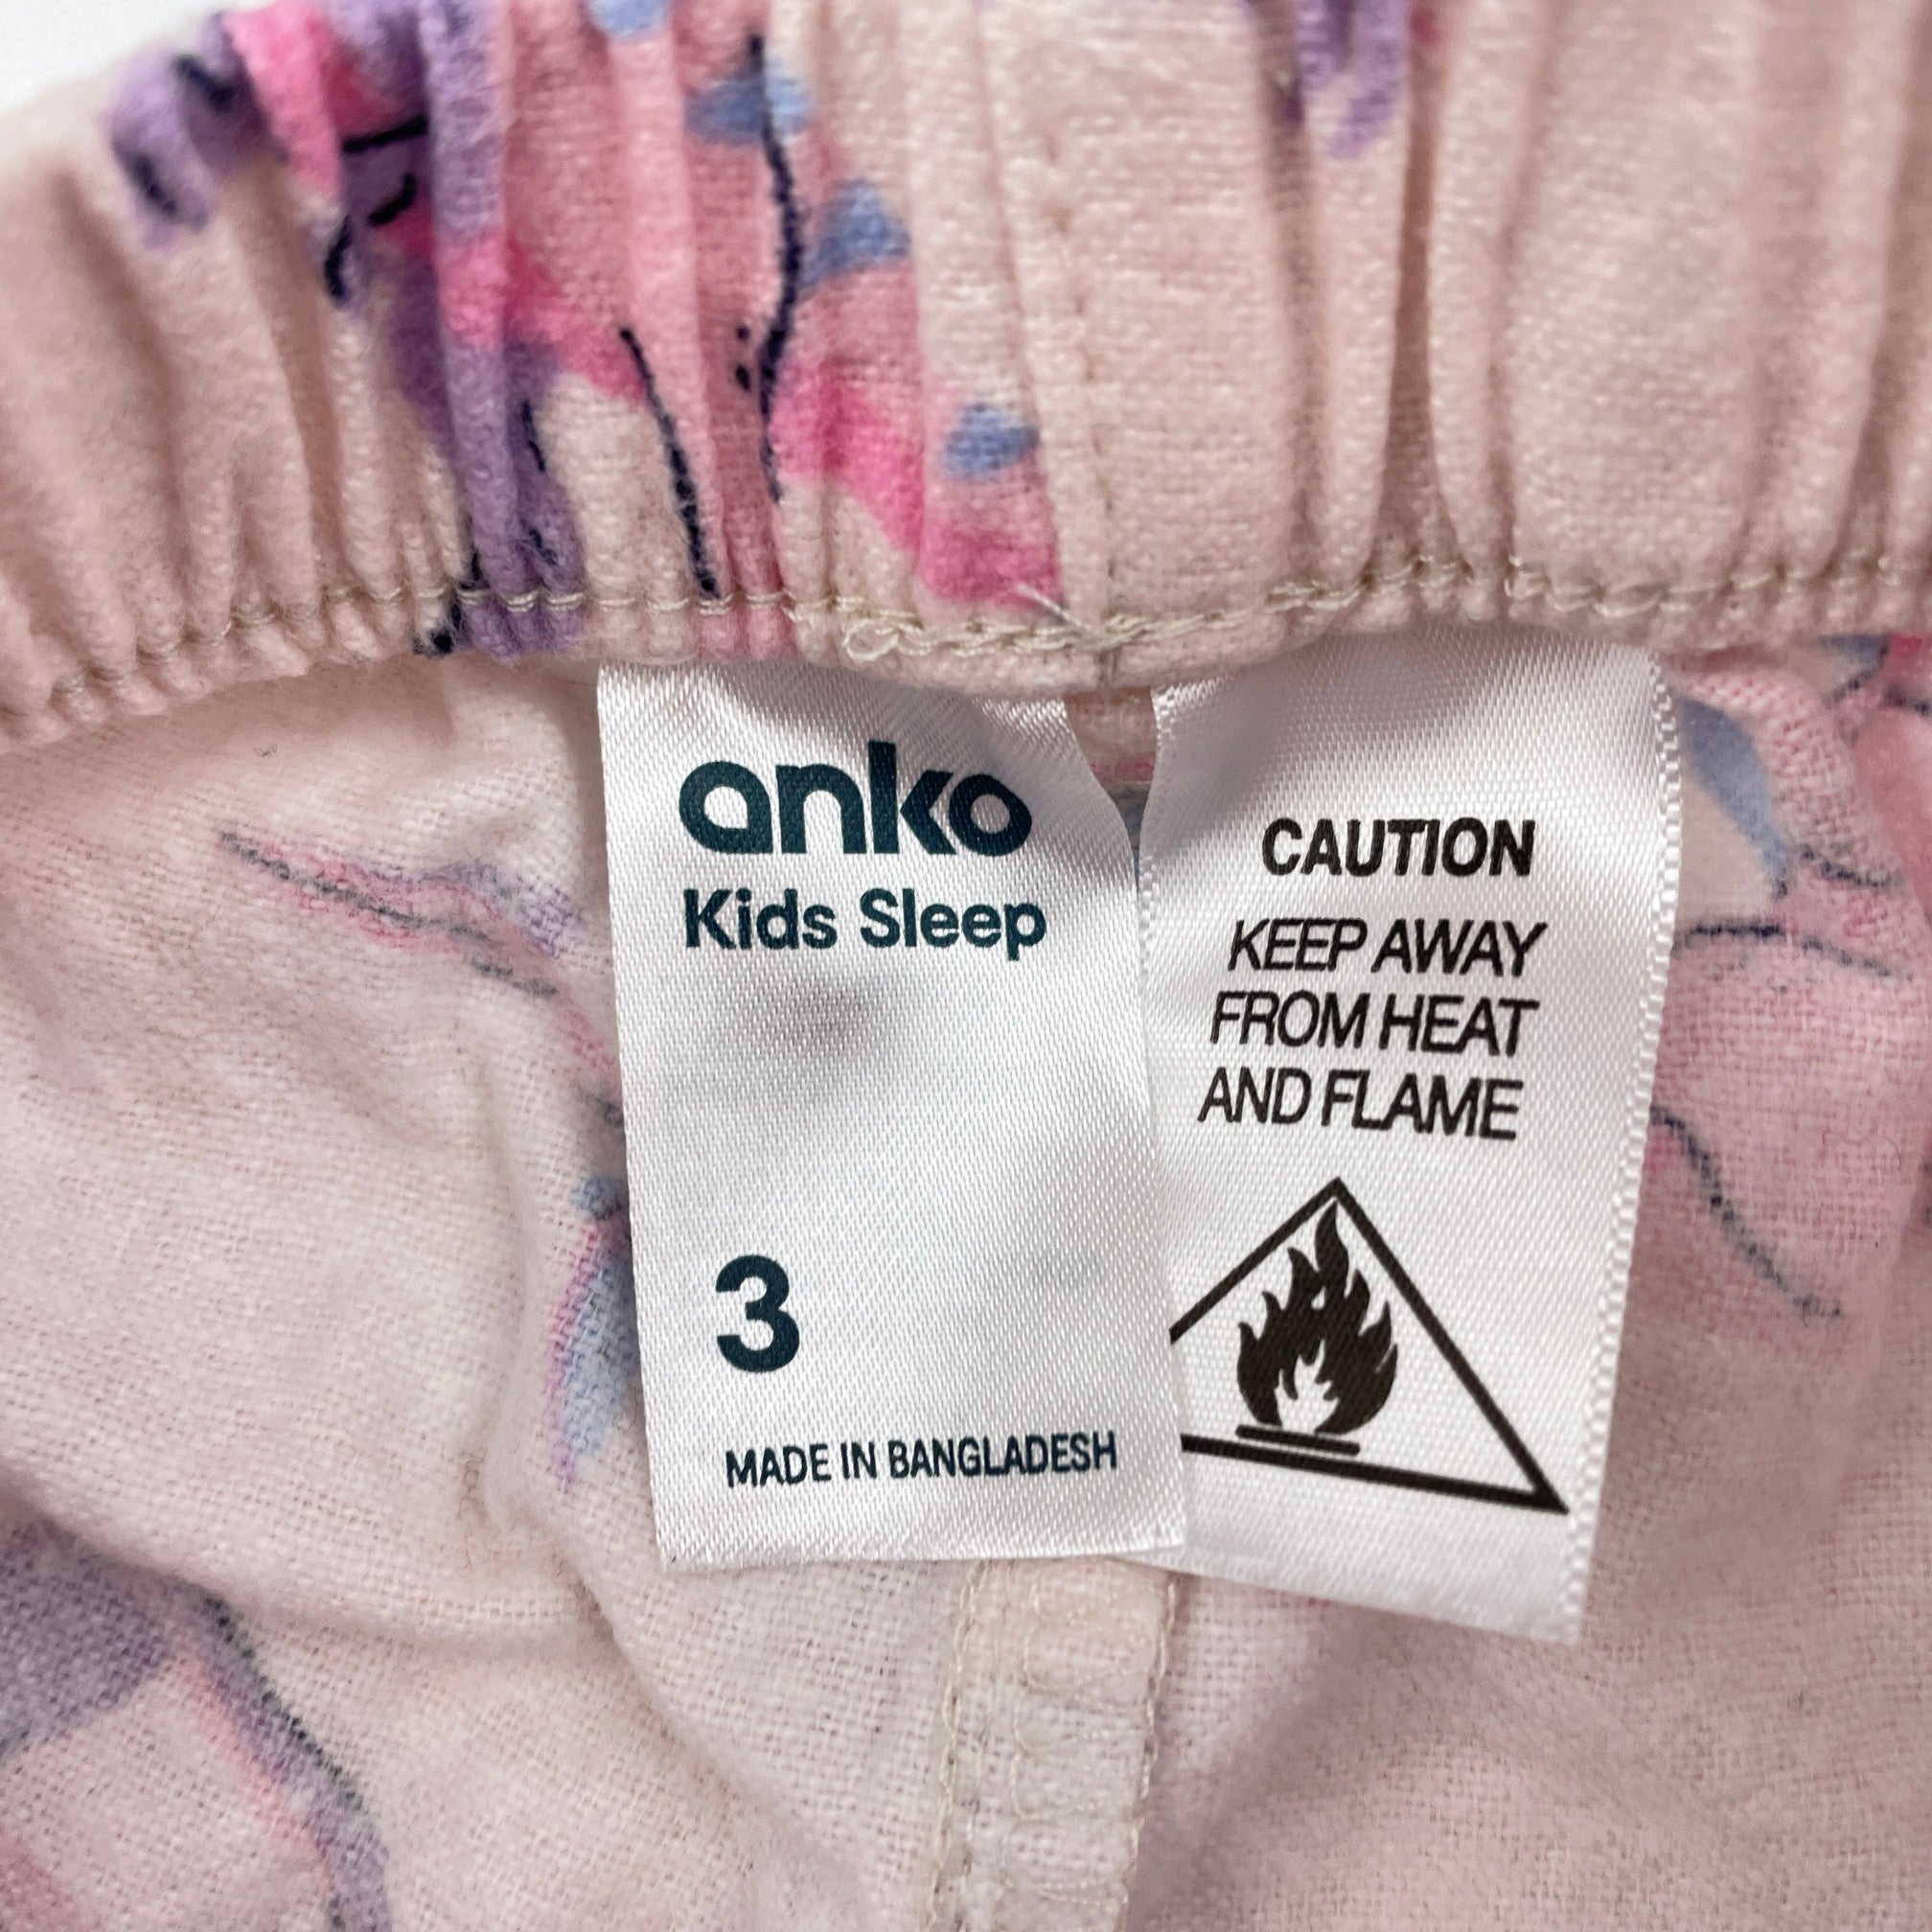 anko
Kids Sleep
3
MADE IN BANGLADESH
CAUTION
KEEP AWAY
FROM HEAT
AND FLAME